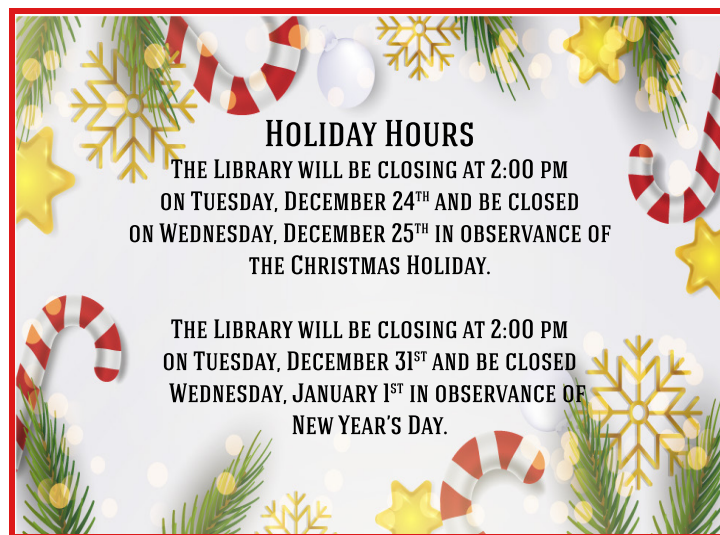 Holiday Hours
The Library will be closing at 2:00 pm
on Tuesday, December 24th and be closed
on Wednesday, December 25th in observance of
the Christmas Holiday.
The Library will be closing at 2:00 pm
on Tuesday, December 31st and be closed
Wednesday, January 1st in observance of
New Year's Day.